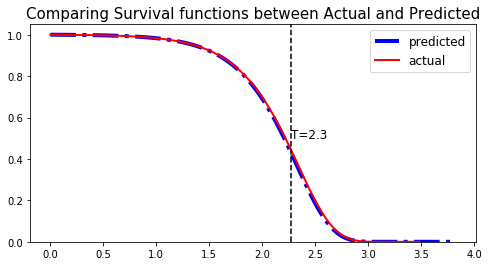 Comparing Survival functions between Actual and Predicted
1.0
0.8
0.6
0.4
0.2
0.0
predicted
actual
T=2.3
0.0 0.5 1.0 1.5 2.0 2.5 3.0 3.5 4.0